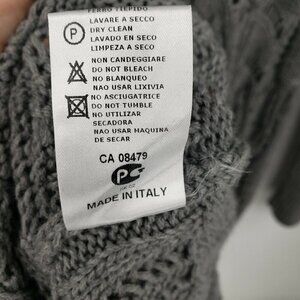 FERRO TIEPIDO
LAVARE A SECCO
P DRY CLEAN
LAVADO EN SECO
LIMPEZA A SECO
NON CANDEGGIARE
DO NOT BLEACH
NO BLANQUEO
NAO USAR LIXIVIA
NO ASCIUGATRICE
DO NOT TUMBLE
NO UTILIZAR
SECADORA
NAO USAR MAQUINA
DE SECAR
CA 08479
PC
MADE IN ITALY